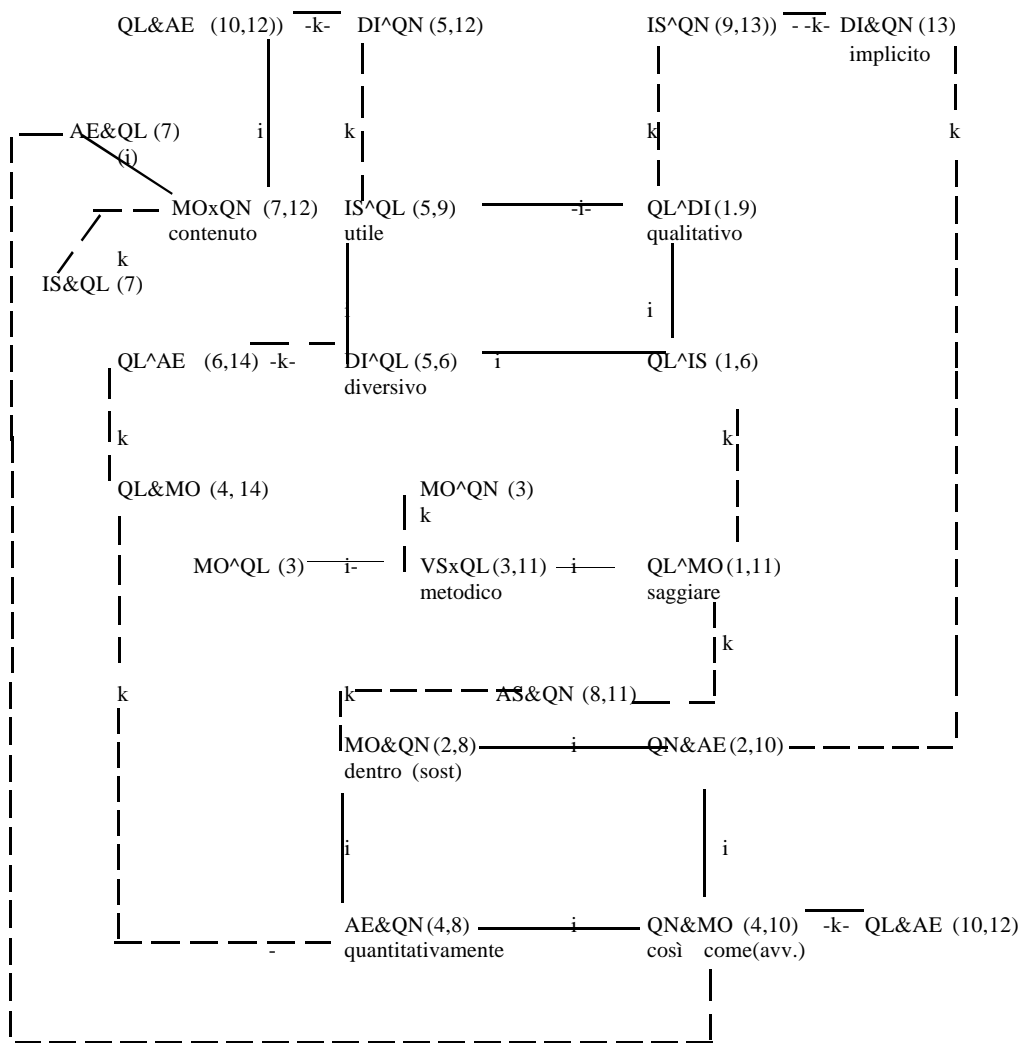 QL&AE (10,12)) -k- DI^QN (5,12) IS^QN (9,13)) - -k- DI&QN (13)
implicito
AE&QL (7) i k k k
(i)
MOxQN (7,12) IS^QL (5,9) -i- QL^DI (1.9)
contenuto utile qualitativo
k
IS&QL (7)
i i
QL^AE (6,14) -k- DI^QL (5,6) i QL^IS (1,6)
diversivo
k k
QL&MO (4, 14) MO^QN (3)
k
MO^QL (3) i- VSxQL (3,11) i QL^MO (1,11)
metodico saggiare
k
k k AS&QN (8,11)
MO&QN (2,8) i QN&AE (2,10)
dentro (sost)
i i
AE&QN (4,8) i QN&MO (4,10) -k- QL&AE (10,12)
- quantitativamente così come(avv.)